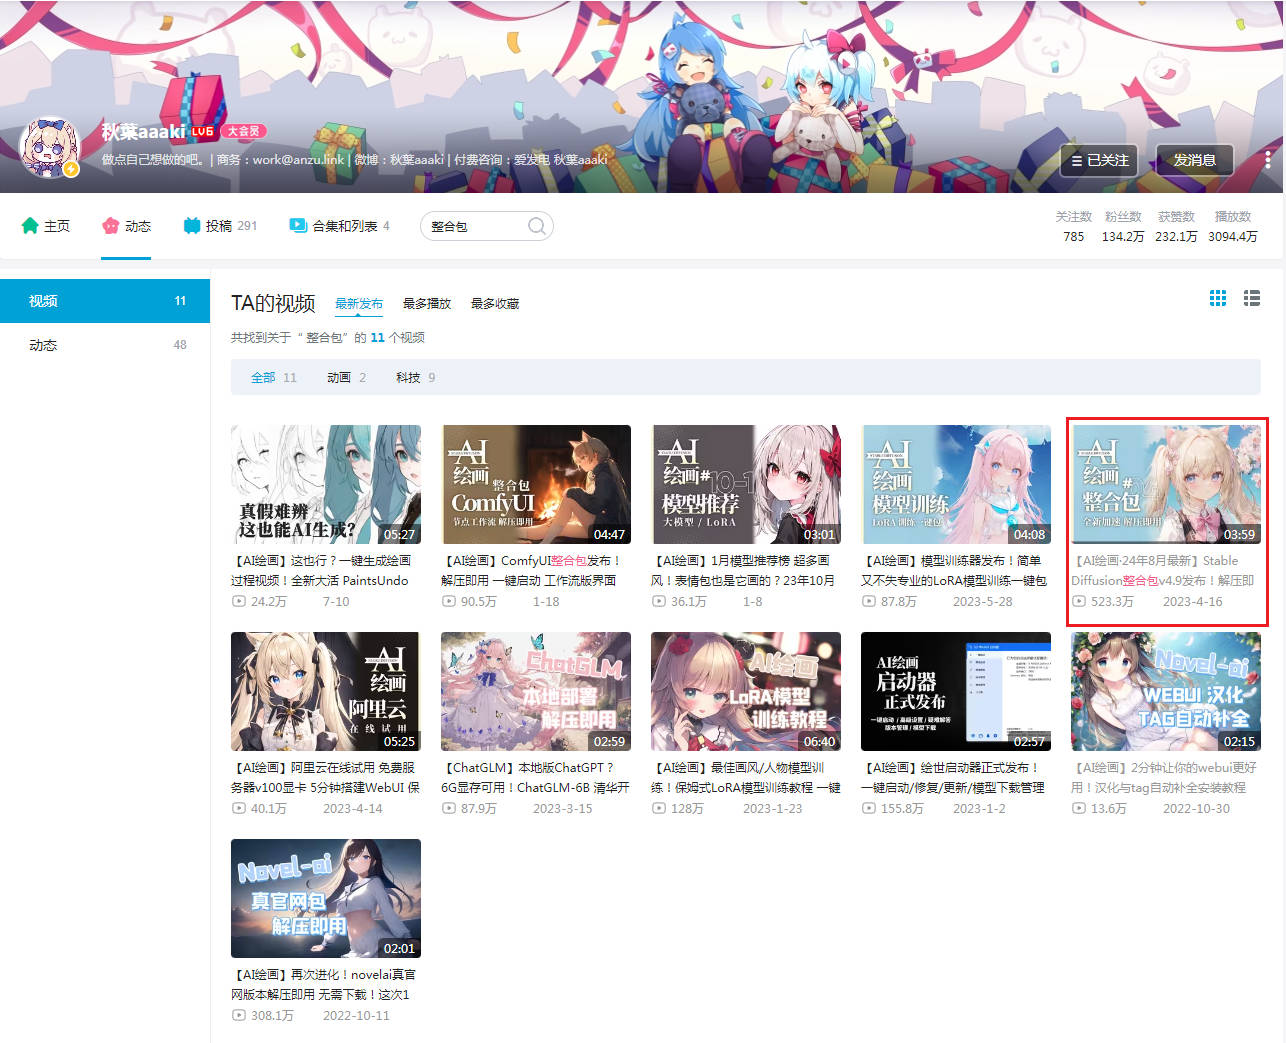 秋葉aaaki LV6 大会员
做点自己想做的吧。| 商务：work@anzu.link | 微博：秋葉aaaki | 付费咨询：爱发电 秋葉aaaki
已关注 发消息
主页 动态 投稿 291 合集和列表 4 整合包
关注数 粉丝数 获赞数 播放数
785 134.2万 232.1万 3094.4万
视频 11
动态 48
TA的视频 最新发布 最多播放 最多收藏
共找到关于“ 整合包” 的 11 个视频
全部 11 动画 2 科技 9
真假难辨
这也能AI生成?
05:27
【AI绘画】这也行？一键生成绘画
过程视频！全新大活 PaintsUndo
24.2万 7-10
AI
绘画
整合包
ComfyUI
节点 工作流 解压即用
04:47
【AI绘画】ComfyUI整合包发布！
解压即用 一键启动 工作流版界面
90.5万 1-18
AI
绘画#10-1
模型推荐
大模型 / LoRA
03:01
【AI绘画】1月模型推荐榜 超多画
风！表情包也是它画的？23年10月
36.1万 1-8
AI
绘画
模型训练
LoRA 训练一键包
04:08
【AI绘画】模型训练器发布！简单
又不失专业的LoRA模型训练一键包
87.8万 2023-5-28
AI
绘画#
整合包
全新加速 解压即用
03:59
【AI绘画·24年8月最新】Stable
Diffusion整合包v4.9发布！解压即
523.3万 2023-4-16
AI
绘画
阿里云
在线试用
05:25
【AI绘画】阿里云在线试用 免费服
务器v100显卡 5分钟搭建WebUI 保
40.1万 2023-4-14
ChatGLM
本地部署
解压即用
02:59
【ChatGLM】本地版ChatGPT？
6G显存可用！ChatGLM-6B 清华开
87.9万 2023-3-15
AI绘画
LoRA模型
训练教程
06:40
【AI绘画】最佳画风/人物模型训
练！保姆式LoRA模型训练教程 一键
128万 2023-1-23
AI绘画
启动器
正式发布
一键启动 / 高级设置 / 疑难解答
版本管理 / 模型下载
02:57
【AI绘画】绘世启动器正式发布！
一键启动/修复/更新/模型下载管理
155.8万 2023-1-2
Novel-ai
WEBUI 汉化
TAG自动补全
02:15
【AI绘画】2分钟让你的webui更好
用！汉化与tag自动补全安装教程
13.6万 2022-10-30
Novel-ai
真官网包
解压即用
02:01
【AI绘画】再次进化！novelai真官
网版本解压即用 无需下载！这次1
308.1万 2022-10-11